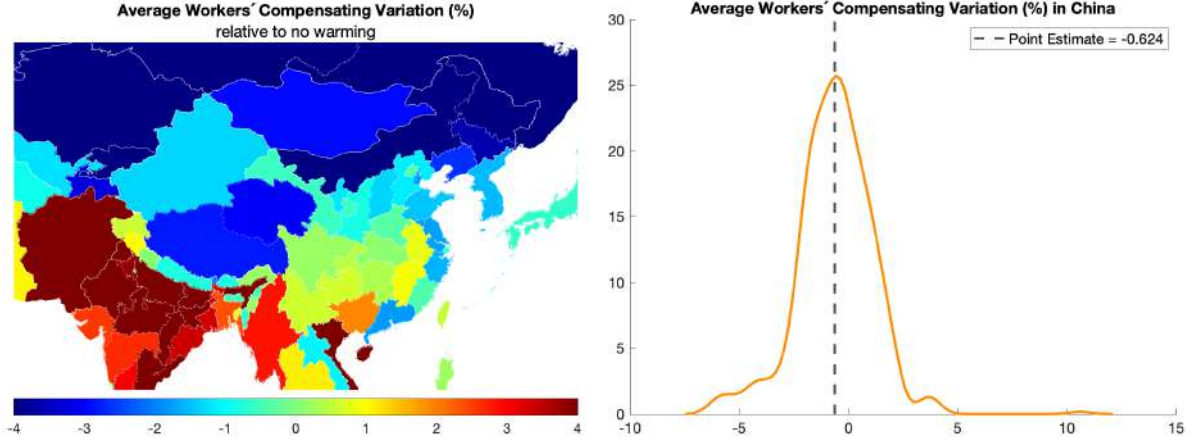 Average Workers´ Compensating Variation (%)
relative to no warming
-4 -3 -2 -1 0 1 2 3 4
Average Workers´ Compensating Variation (%) in China
Point Estimate = -0.624
30
25
20
15
10
5
0
-10 -5 0 5 10 15